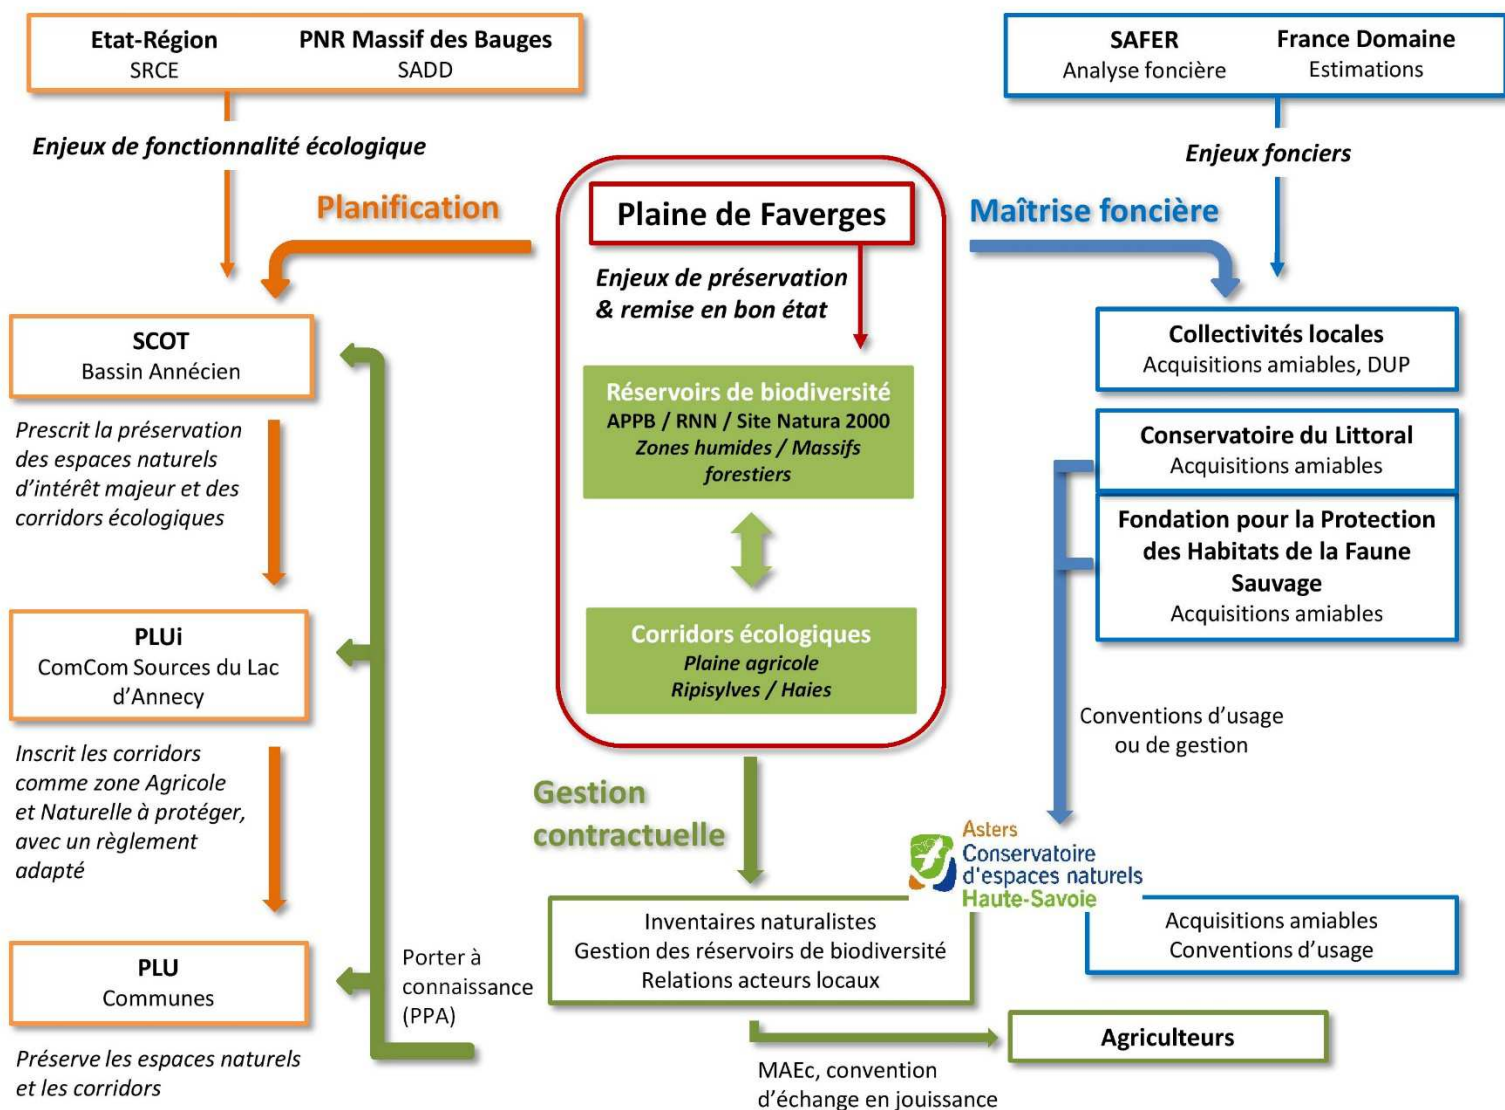 Etat-Région
SRCE
PNR Massif des Bauges
SADD
SAFER
Analyse foncière
France Domaine
Estimations
Enjeux de fonctionnalité écologique
Enjeux fonciers
Planification
Plaine de Faverges
Maîtrise foncière
Enjeux de préservation
& remise en bon état
SCOT
Bassin Annécien
Prescrit la préservation
des espaces naturels
d’intérêt majeur et des
corridors écologiques
PLUi
ComCom Sources du Lac
d’Annecy
Inscrit les corridors
comme zone Agricole
et Naturelle à protéger,
avec un règlement
adapté
PLU
Communes
Préserve les espaces naturels
et les corridors
Porter à
connaissance
(PPA)
Réservoirs de biodiversité
APPB / RNN / Site Natura 2000
Zones humides / Massifs
forestiers
Corridors écologiques
Plaine agricole
Ripisylves / Haies
Gestion
contractuelle
Inventaires naturalistes
Gestion des réservoirs de biodiversité
Relations acteurs locaux
MAEc, convention
d’échange en jouissance
Agriculteurs
Collectivités locales
Acquisitions amiables, DUP
Conservatoire du Littoral
Acquisitions amiables
Fondation pour la Protection
des Habitats de la Faune
Sauvage
Acquisitions amiables
Conventions d’usage
ou de gestion
Asters
Conservatoire
d'espaces naturels
Haute-Savoie
Acquisitions amiables
Conventions d’usage